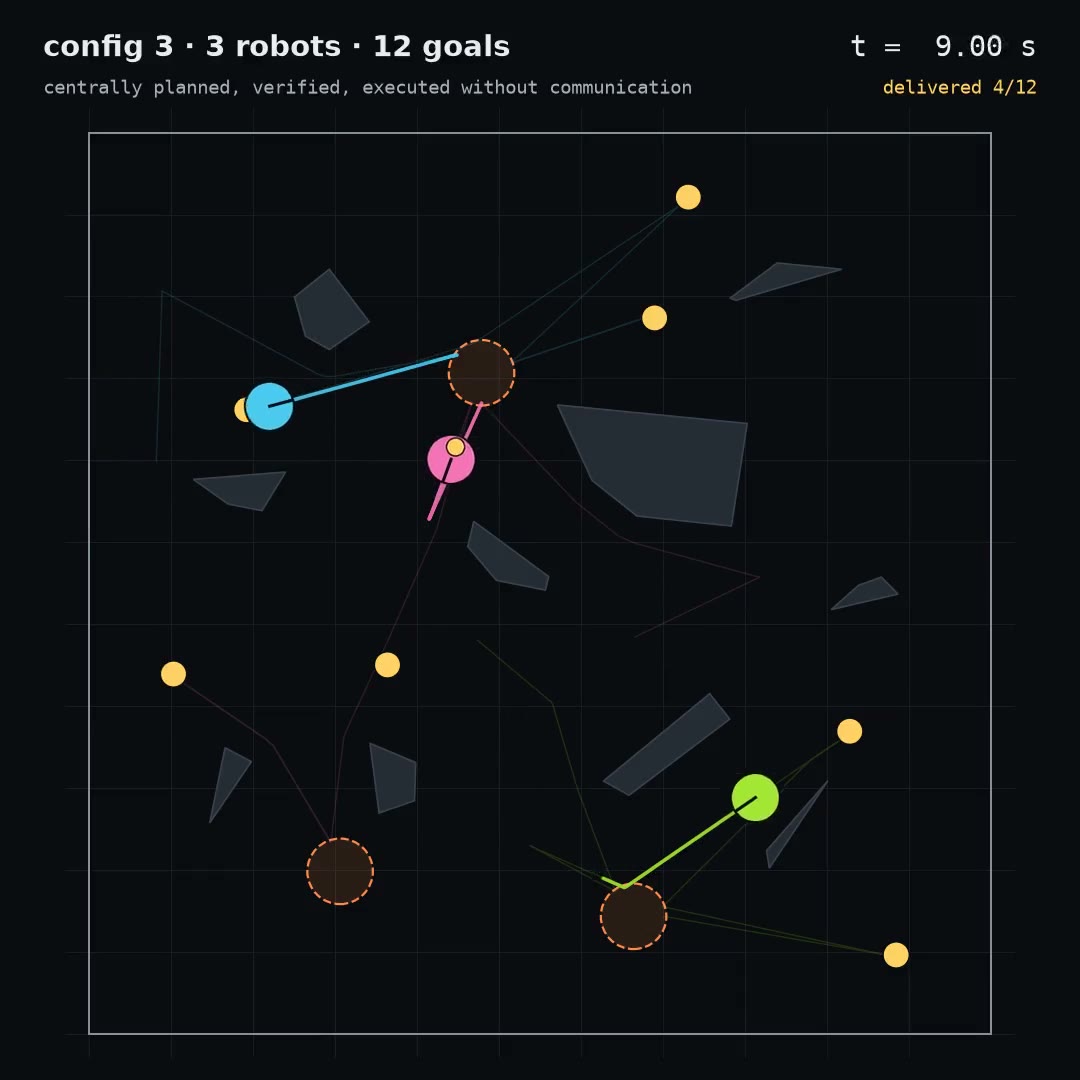 config 3 · 3 robots · 12 goals
t =  9.00 s
centrally planned, verified, executed without communication
delivered 4/12